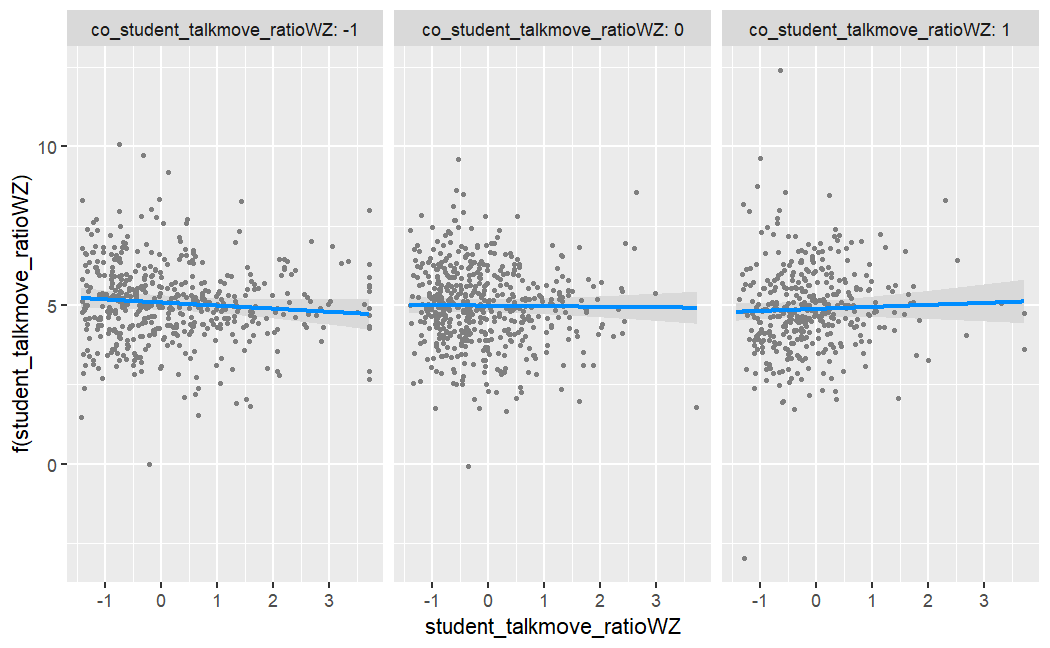 co_student_talkmove_ratioWZ: -1
co_student_talkmove_ratioWZ: 0
co_student_talkmove_ratioWZ: 1
f(student_talkmove_ratioWZ)
10
5
0
-1 0 1 2 3
-1 0 1 2 3
-1 0 1 2 3
student_talkmove_ratioWZ